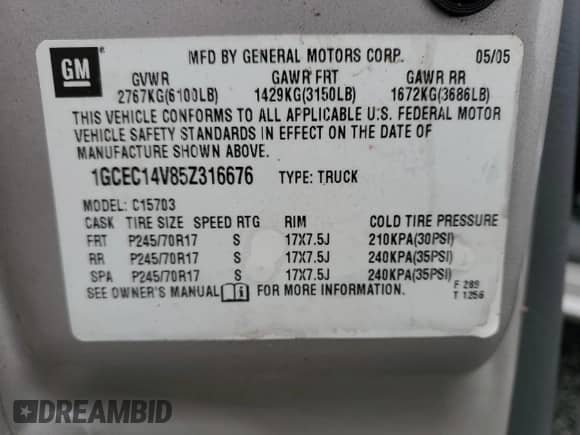 GM
MFD BY GENERAL MOTORS CORP. 05/05
GVWR GAWR FRT GAWR RR
2767KG(6100LB) 1429KG(3150LB) 1672KG(3686LB)
THIS VEHICLE CONFORMS TO ALL APPLICABLE U.S. FEDERAL MOTOR
VEHICLE SAFETY STANDARDS IN EFFECT ON THE DATE OF
MANUFACTURE SHOWN ABOVE.
1GCEC14V85Z316676 TYPE: TRUCK
MODEL: C15703
CASK TIRE SIZE SPEED RTG RIM COLD TIRE PRESSURE
FRT P245/70R17 S 17X7.5J 210KPA(30PSI)
RR P245/70R17 S 17X7.5J 240KPA(35PSI)
SPA P245/70R17 S 17X7.5J 240KPA(35PSI)
SEE OWNER'S MANUAL FOR MORE INFORMATION.
F 289
T 1256
DREAMBID